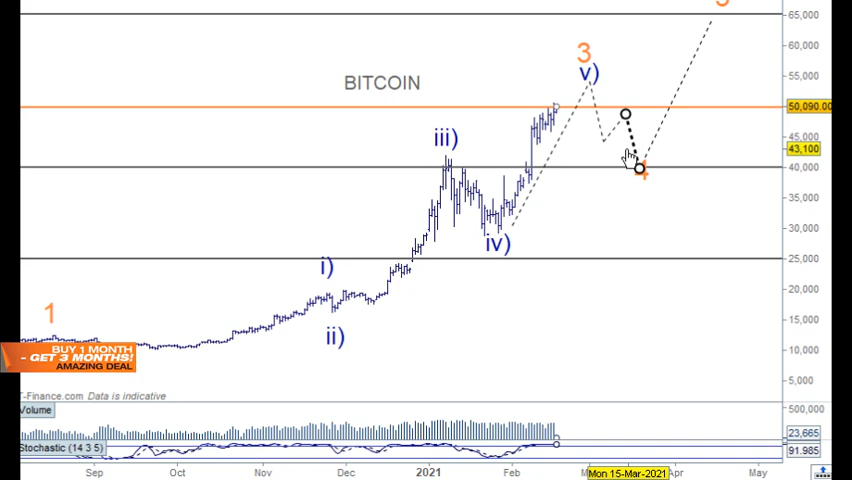 5
65,000
60,000
3
55,000
v)
BITCOIN
50,090.00
iii)
45,000
43,100
40,000
4
35,000
30,000
iv)
25,000
i)
20,000
1
15,000
ii)
BUY 1 MONTH
- GET 3 MONTHS!
AMAZING DEAL
10,000
5,000
T-Finance.com Data is indicative
Volume
500,000
23,665
Stochastic (14 3 5)
91.985
Sep Oct Nov Dec 2021 Feb Mon 15-Mar-2021 Apr May